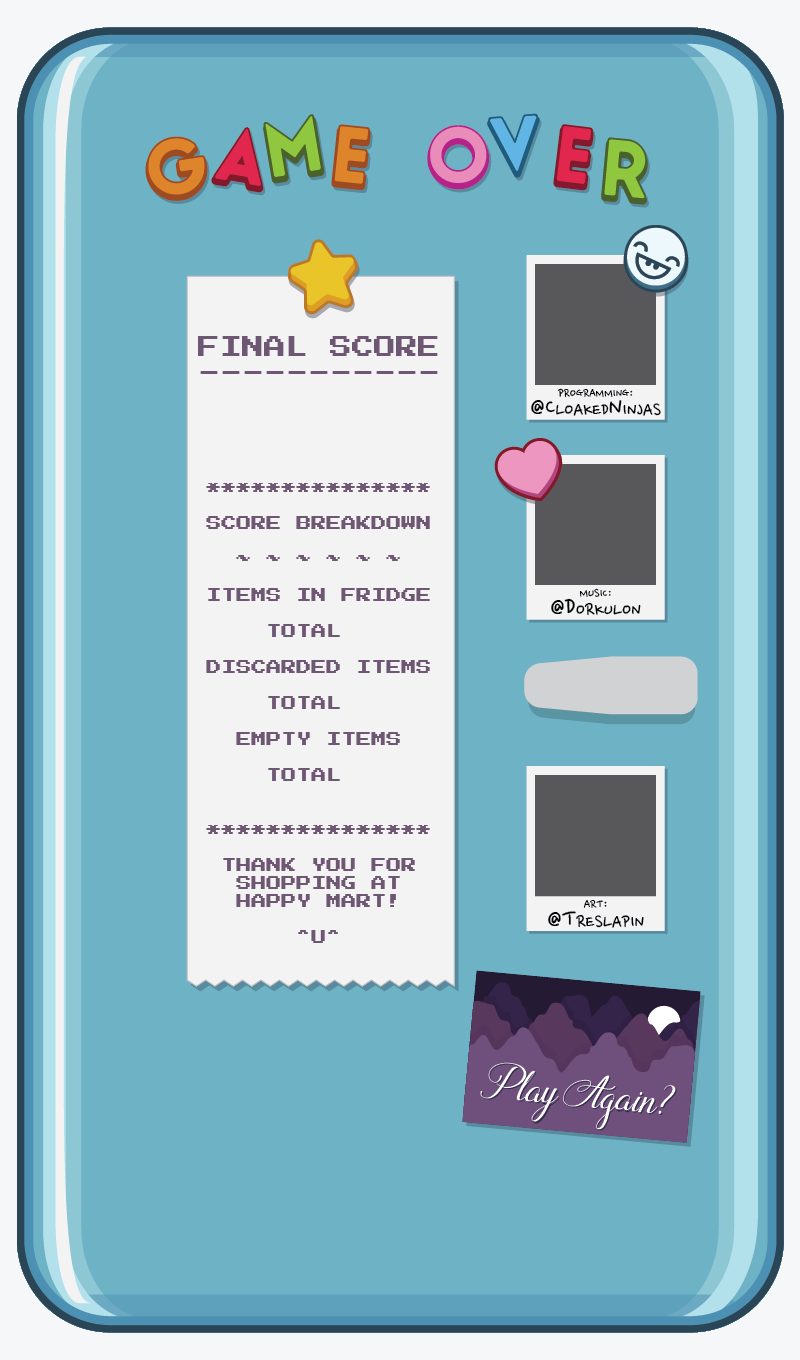 GAME OVER
FINAL SCORE
-----------
***************
SCORE BREAKDOWN
~ ~ ~ ~ ~ ~
ITEMS IN FRIDGE
TOTAL
DISCARDED ITEMS
TOTAL
EMPTY ITEMS
TOTAL
***************
THANK YOU FOR
SHOPPING AT
HAPPY MART!
^U^
PROGRAMMING:
@CLOAKEDNINJAS
MUSIC:
@DORKULON
ART:
@TRESLAPIN
Play Again?